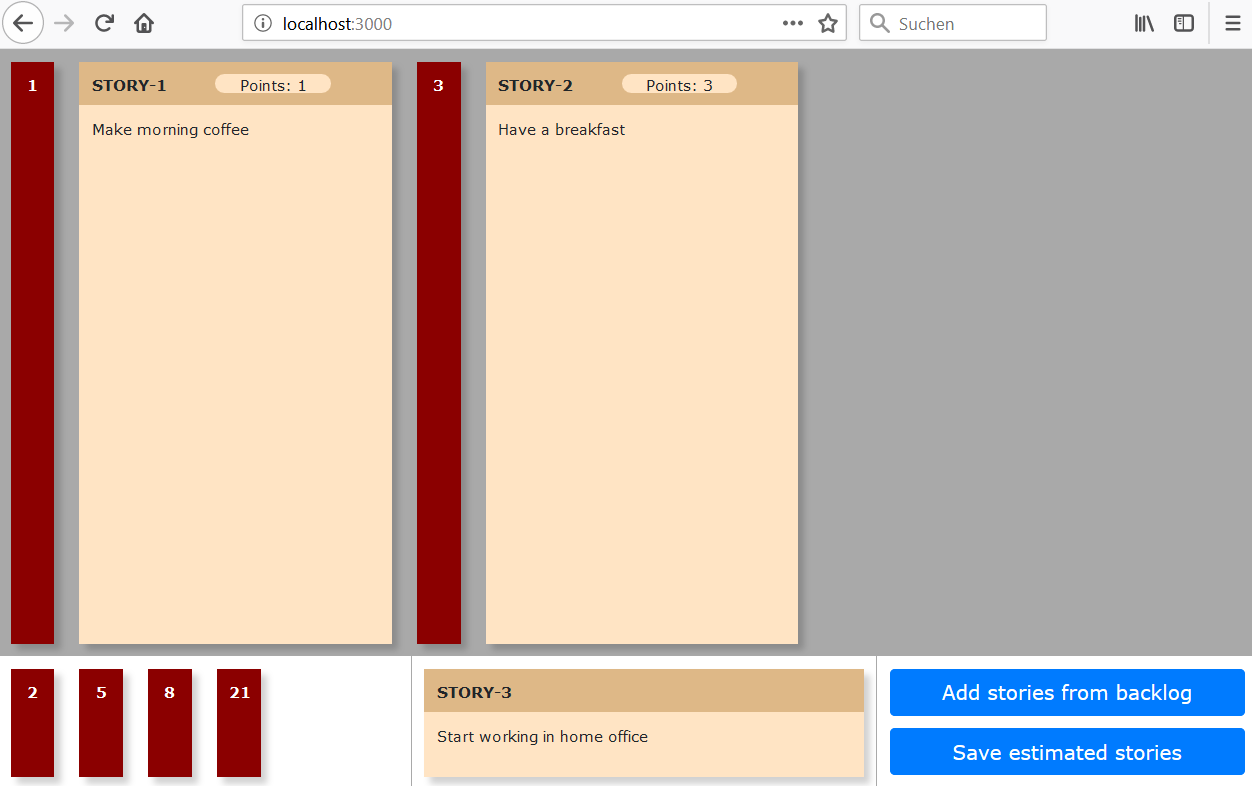 localhost:3000
Suchen
1
STORY-1
Points: 1
Make morning coffee
3
STORY-2
Points: 3
Have a breakfast
2
5
8
21
STORY-3
Start working in home office
Add stories from backlog
Save estimated stories